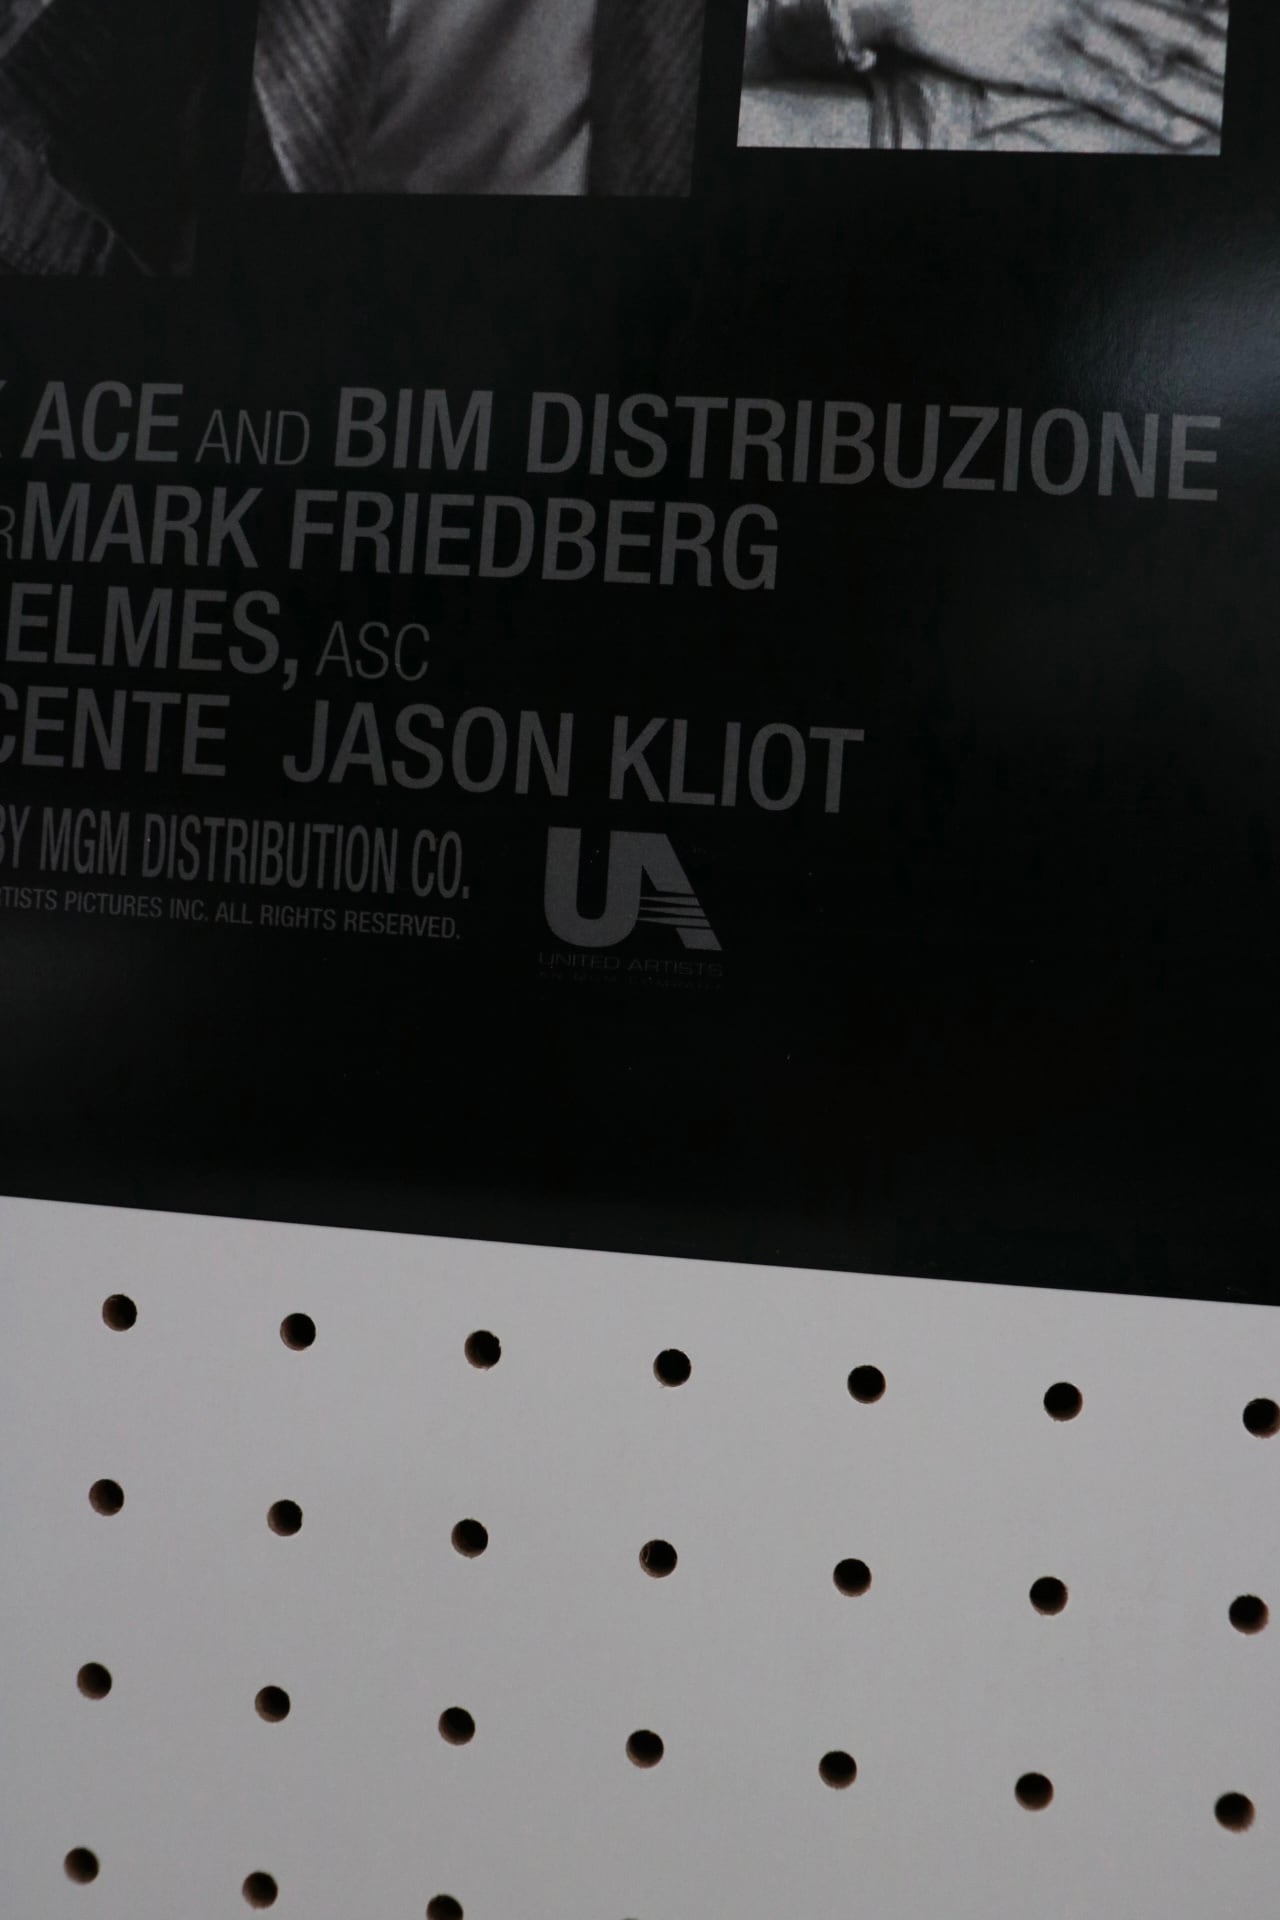 ACE AND BIM DISTRIBUZIONE
MARK FRIEDBERG
ELMES, ASC
CENTE JASON KLIOT
BY MGM DISTRIBUTION CO.
TISTS PICTURES INC. ALL RIGHTS RESERVED.
UA
UNITED ARTISTS